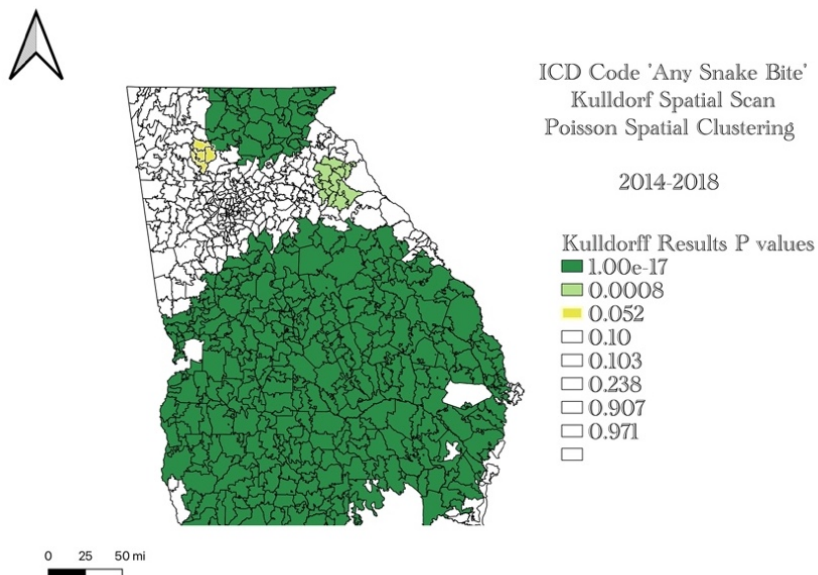 ICD Code 'Any Snake Bite'
Kulldorf Spatial Scan
Poisson Spatial Clustering
2014-2018
Kulldorff Results P values
1.00e-17
0.0008
0.052
0.10
0.103
0.238
0.907
0.971
0 25 50 mi